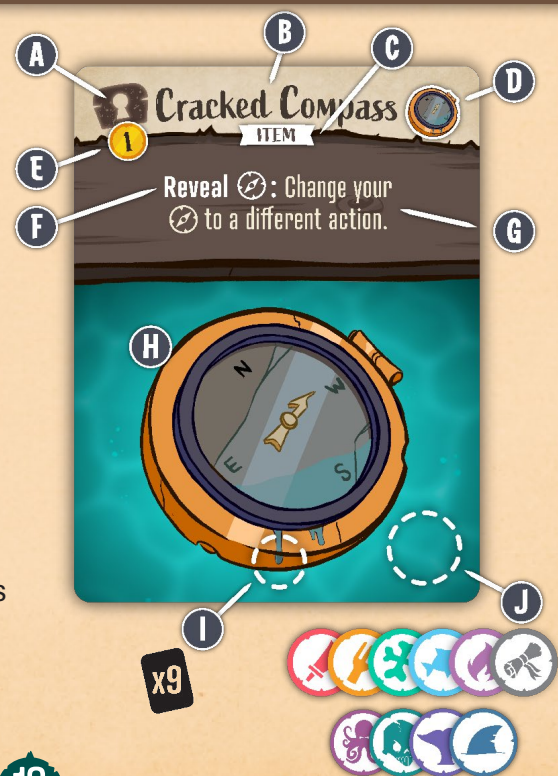 A
B
C
D
Cracked Compass
ITEM
1
E
F
Reveal : Change your
to a different action.
G
H
N
W
E
S
I
J
s
x9